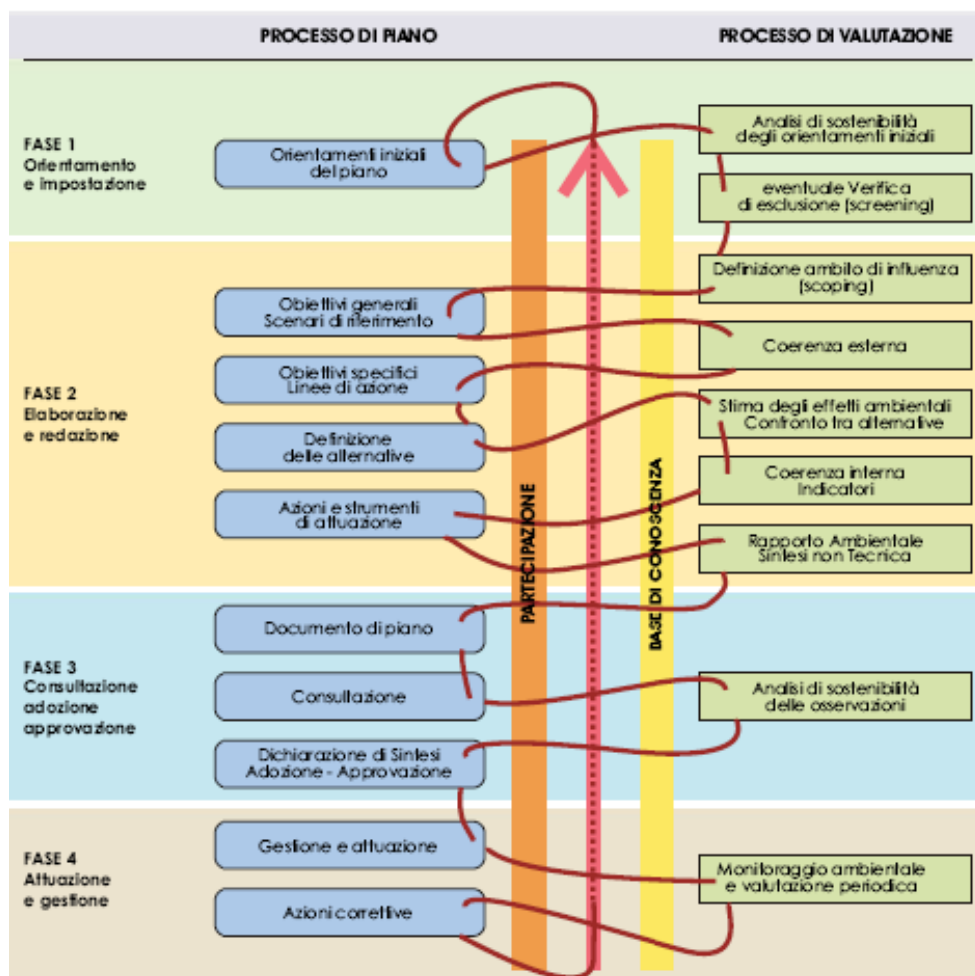 PROCESSO DI PIANO
PROCESSO DI VALUTAZIONE
FASE 1
Orientamento
e impostazione
Orientamenti iniziali
del piano
Analisi di sostenibilità
degli orientamenti iniziali
eventuale Verifica
di esclusione (screening)
FASE 2
Elaborazione
e redazione
Obiettivi generali
Scenari di riferimento
Obiettivi specifici
Linee di azione
Definizione
delle alternative
Azioni e strumenti
di attuazione
Definizione ambito di influenza
(scoping)
Coerenza esterna
Stima degli effetti ambientali
Confronto tra alternative
Coerenza interna
Indicatori
Rapporto Ambientale
Sintesi non Tecnica
PARTECIPAZIONE
BASE DI CONOSCENZA
FASE 3
Consultazione
adozione
approvazione
Documento di piano
Consultazione
Dichiarazione di Sintesi
Adozione - Approvazione
Analisi di sostenibilità
delle osservazioni
FASE 4
Attuazione
e gestione
Gestione e attuazione
Azioni correttive
Monitoraggio ambientale
e valutazione periodica